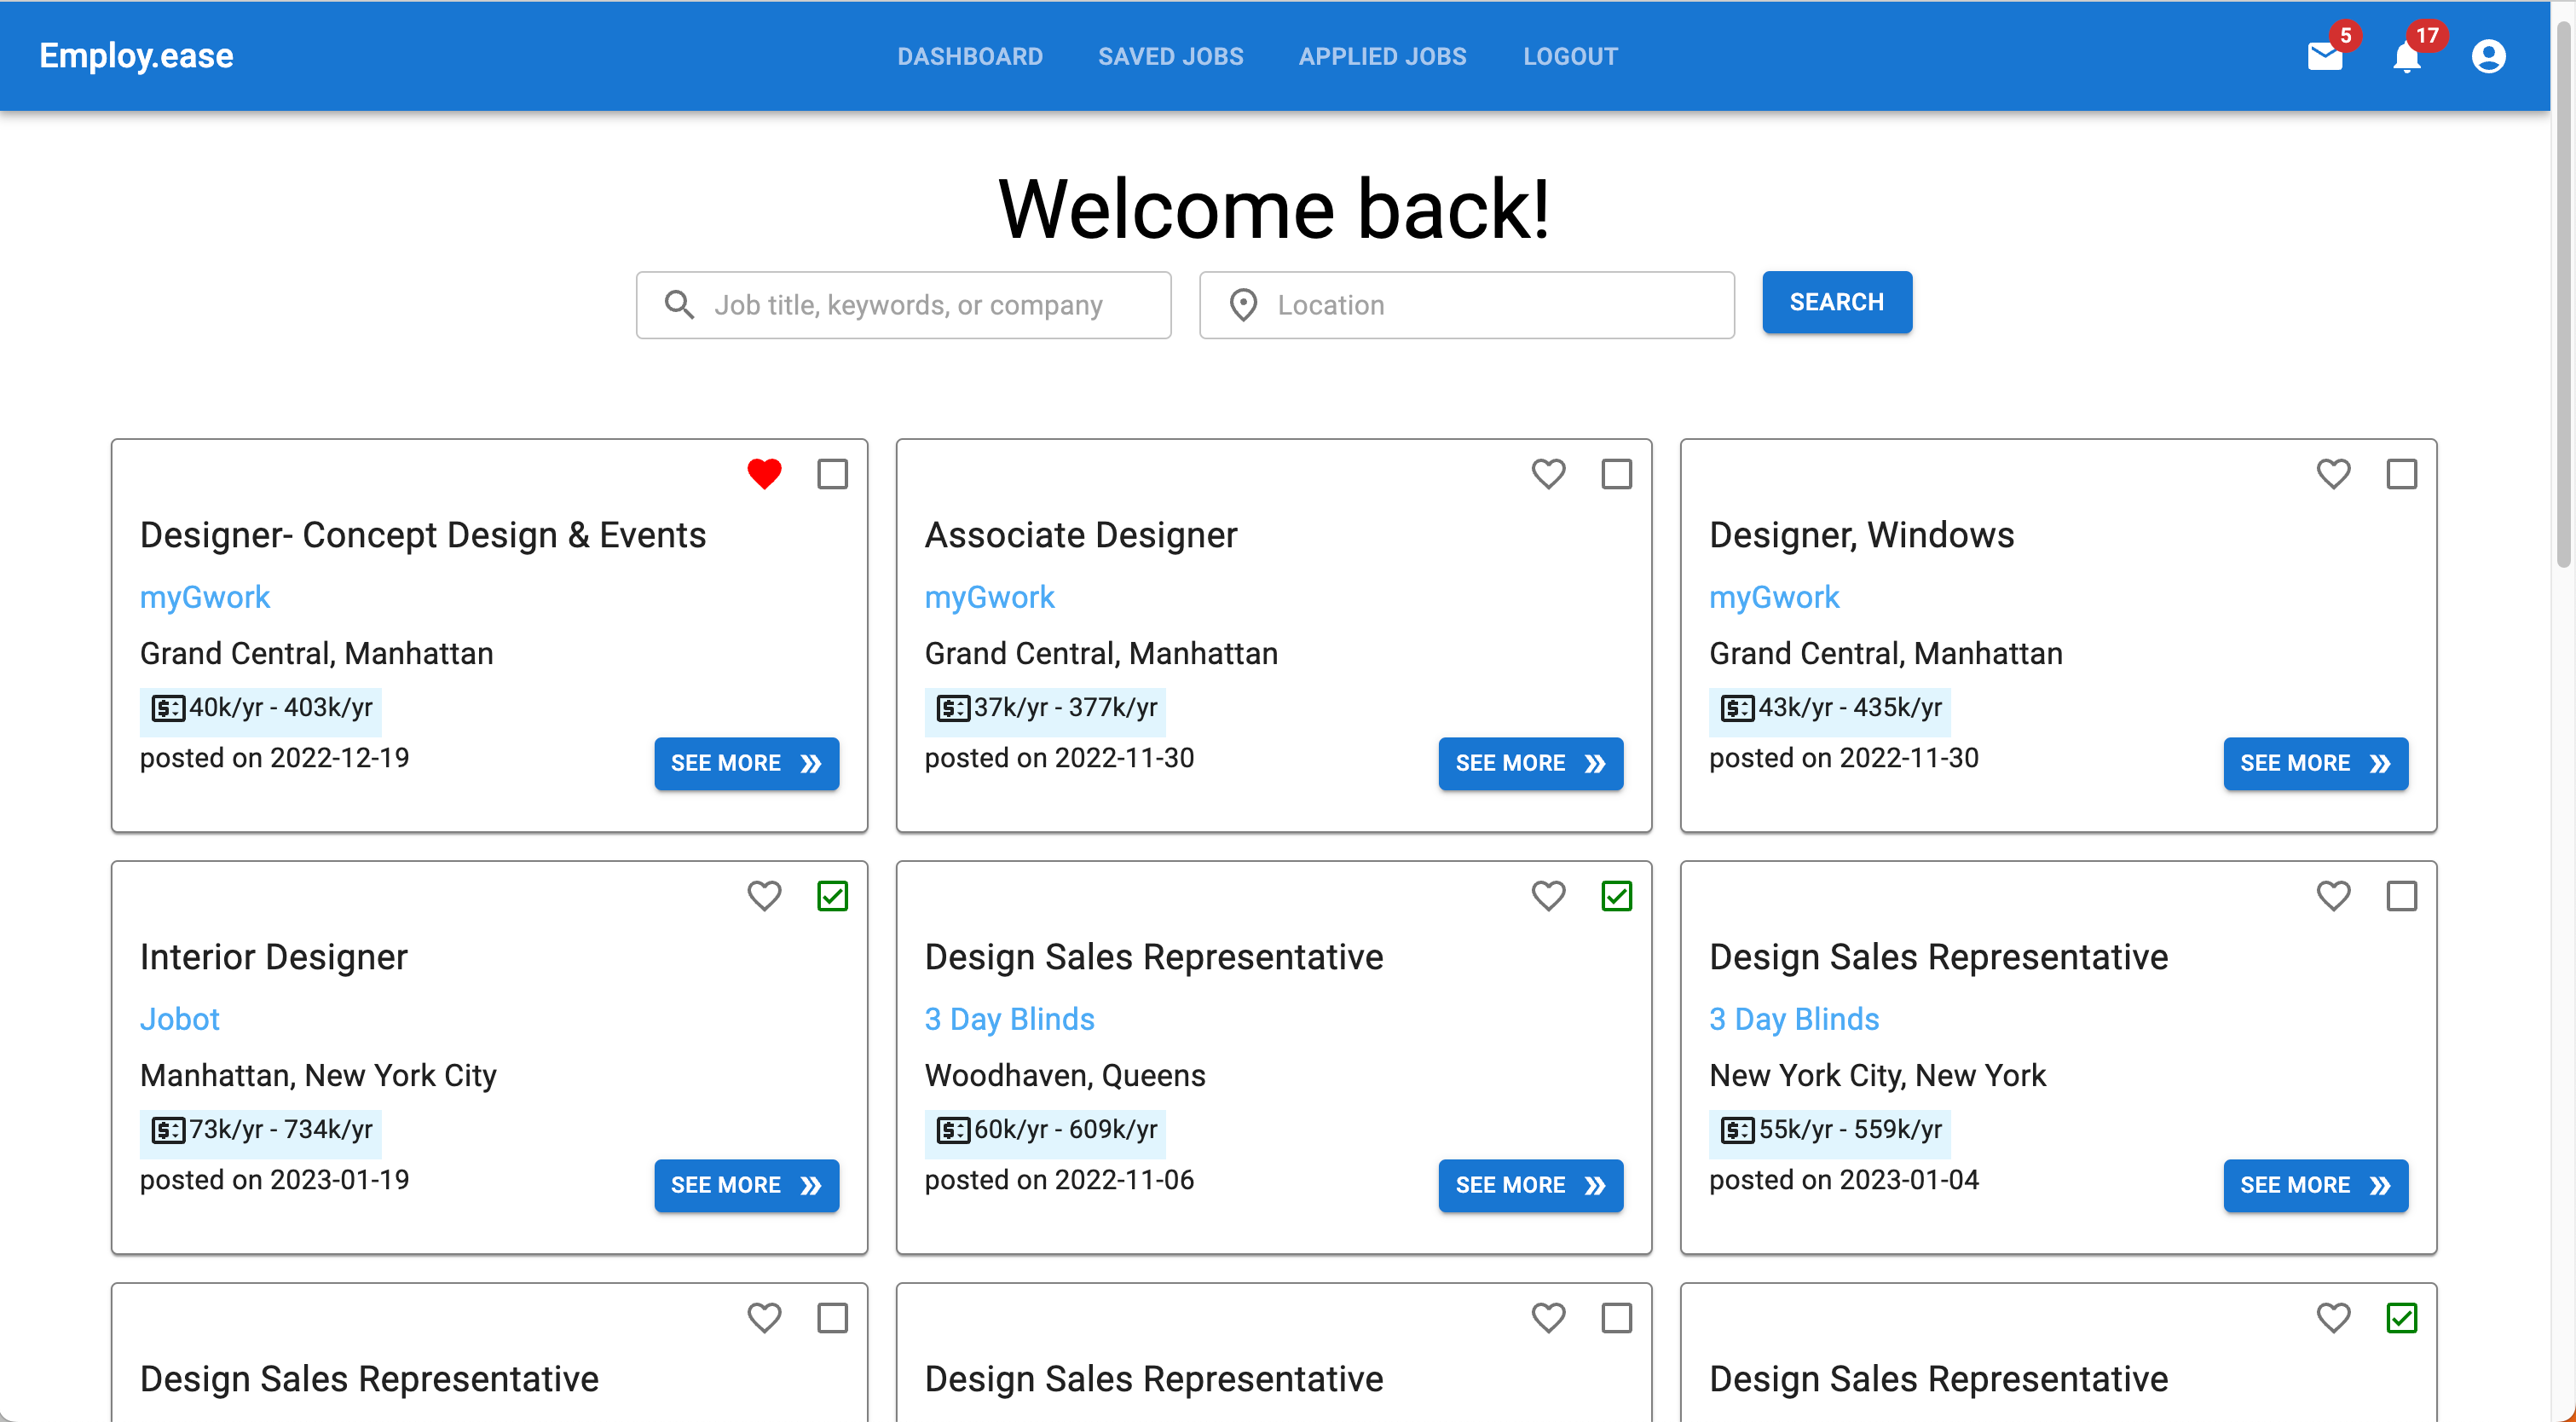 Employ.ease
DASHBOARD SAVED JOBS APPLIED JOBS LOGOUT
5 17
Welcome back!
Job title, keywords, or company
Location
SEARCH
Designer- Concept Design & Events
myGwork
Grand Central, Manhattan
40k/yr - 403k/yr
posted on 2022-12-19
SEE MORE
Associate Designer
myGwork
Grand Central, Manhattan
37k/yr - 377k/yr
posted on 2022-11-30
SEE MORE
Designer, Windows
myGwork
Grand Central, Manhattan
43k/yr - 435k/yr
posted on 2022-11-30
SEE MORE
Interior Designer
Jobot
Manhattan, New York City
73k/yr - 734k/yr
posted on 2023-01-19
SEE MORE
Design Sales Representative
3 Day Blinds
Woodhaven, Queens
60k/yr - 609k/yr
posted on 2022-11-06
SEE MORE
Design Sales Representative
3 Day Blinds
New York City, New York
55k/yr - 559k/yr
posted on 2023-01-04
SEE MORE
Design Sales Representative
Design Sales Representative
Design Sales Representative